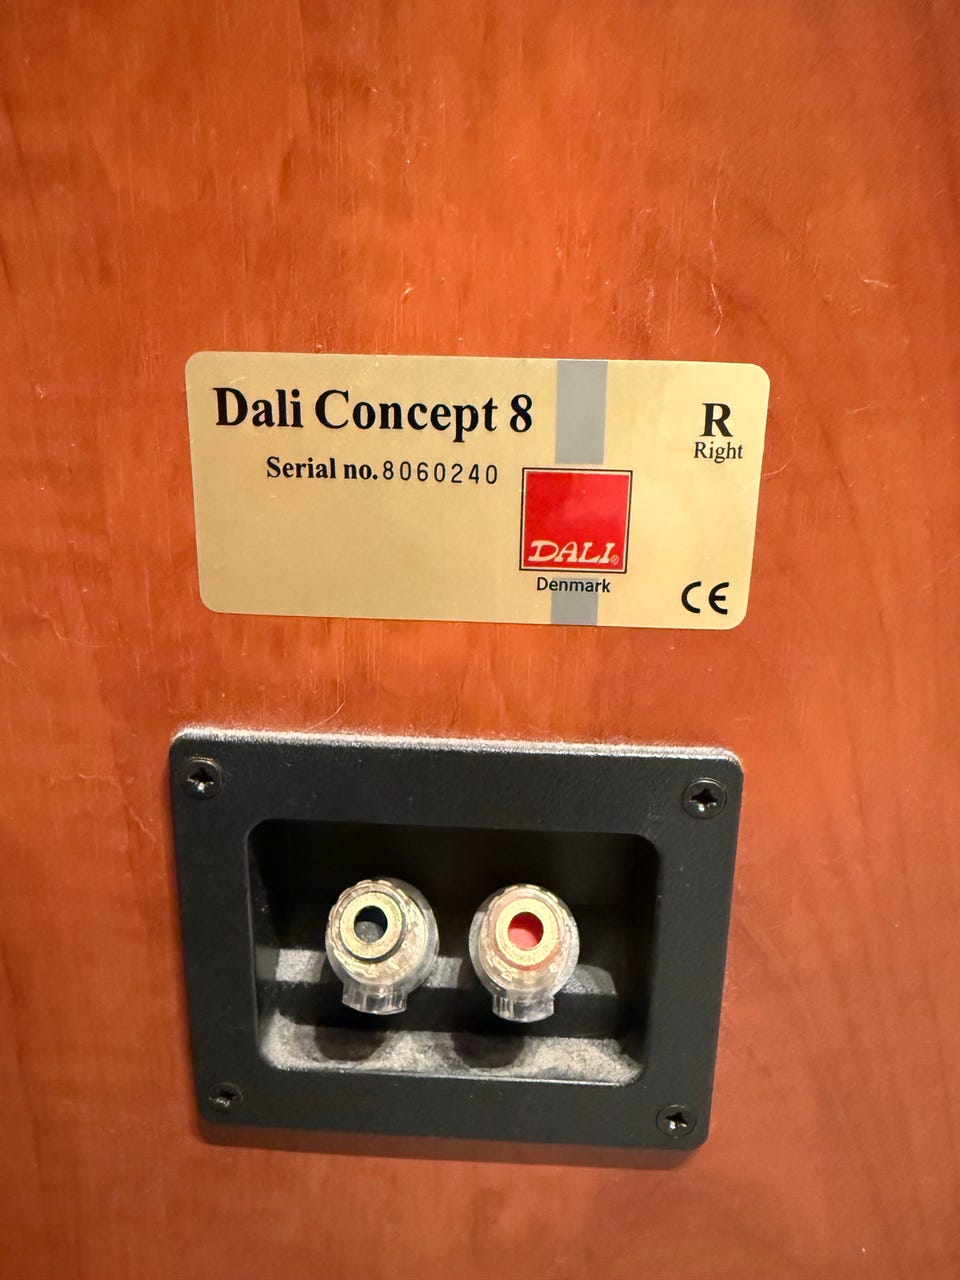 Dali Concept 8
Serial no.8060240
R
Right
DALI®
Denmark
CE